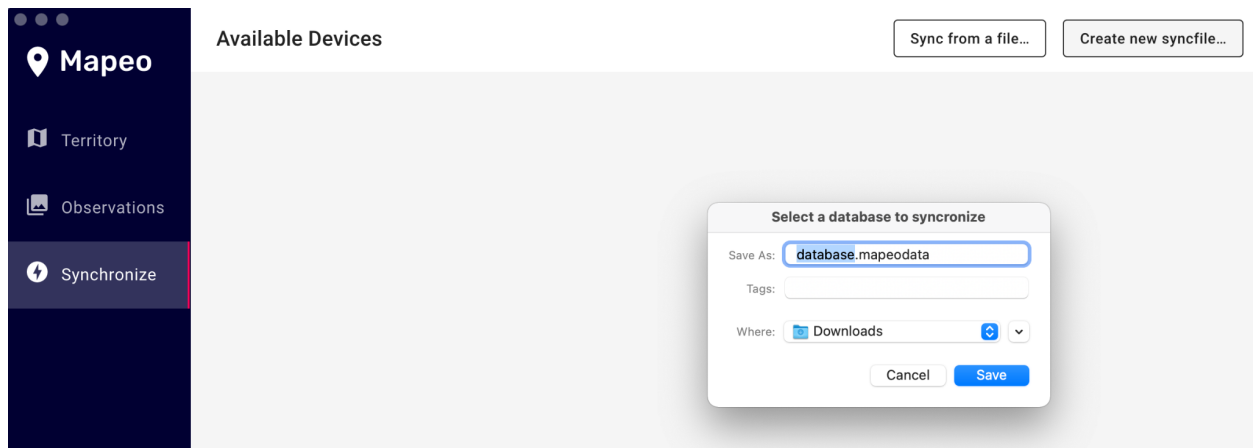 Mapeo
Territory
Observations
Synchronize
Available Devices
Sync from a file...
Create new syncfile...
Select a database to syncronize
Save As: database.mapeodata
Tags:
Where: Downloads
Cancel Save